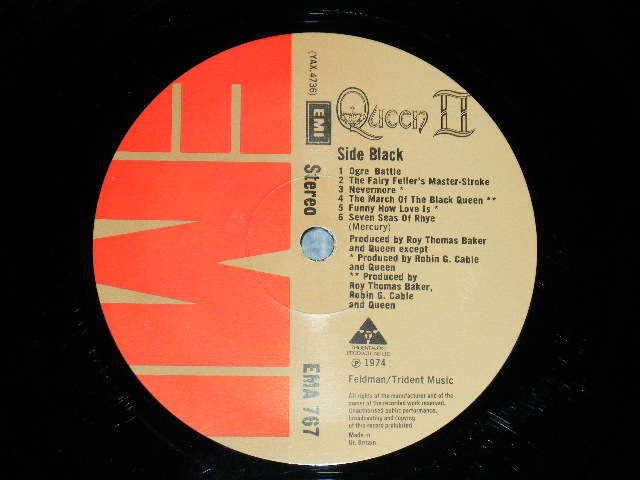 EMI
(YAX.4736)
EMI
Stereo
EMA 767
Queen II
Side Black
1 Ogre Battle
2 The Fairy Feller's Master-Stroke
3 Nevermore *
4 The March Of The Black Queen **
5 Funny How Love Is *
6 Seven Seas Of Rhye
(Mercury)
Produced by Roy Thomas Baker
and Queen except
* Produced by Robin G. Cable
and Queen
** Produced by
Roy Thomas Baker,
Robin G. Cable
and Queen
TRIDENT AUDIO
PRODUCTIONS LTD
℗ 1974
Feldman/Trident Music
All rights of the manufacturer and of the
owner of the recorded work reserved.
Unauthorised public performance,
broadcasting and copying
of this record prohibited
Made in
Gt. Britain